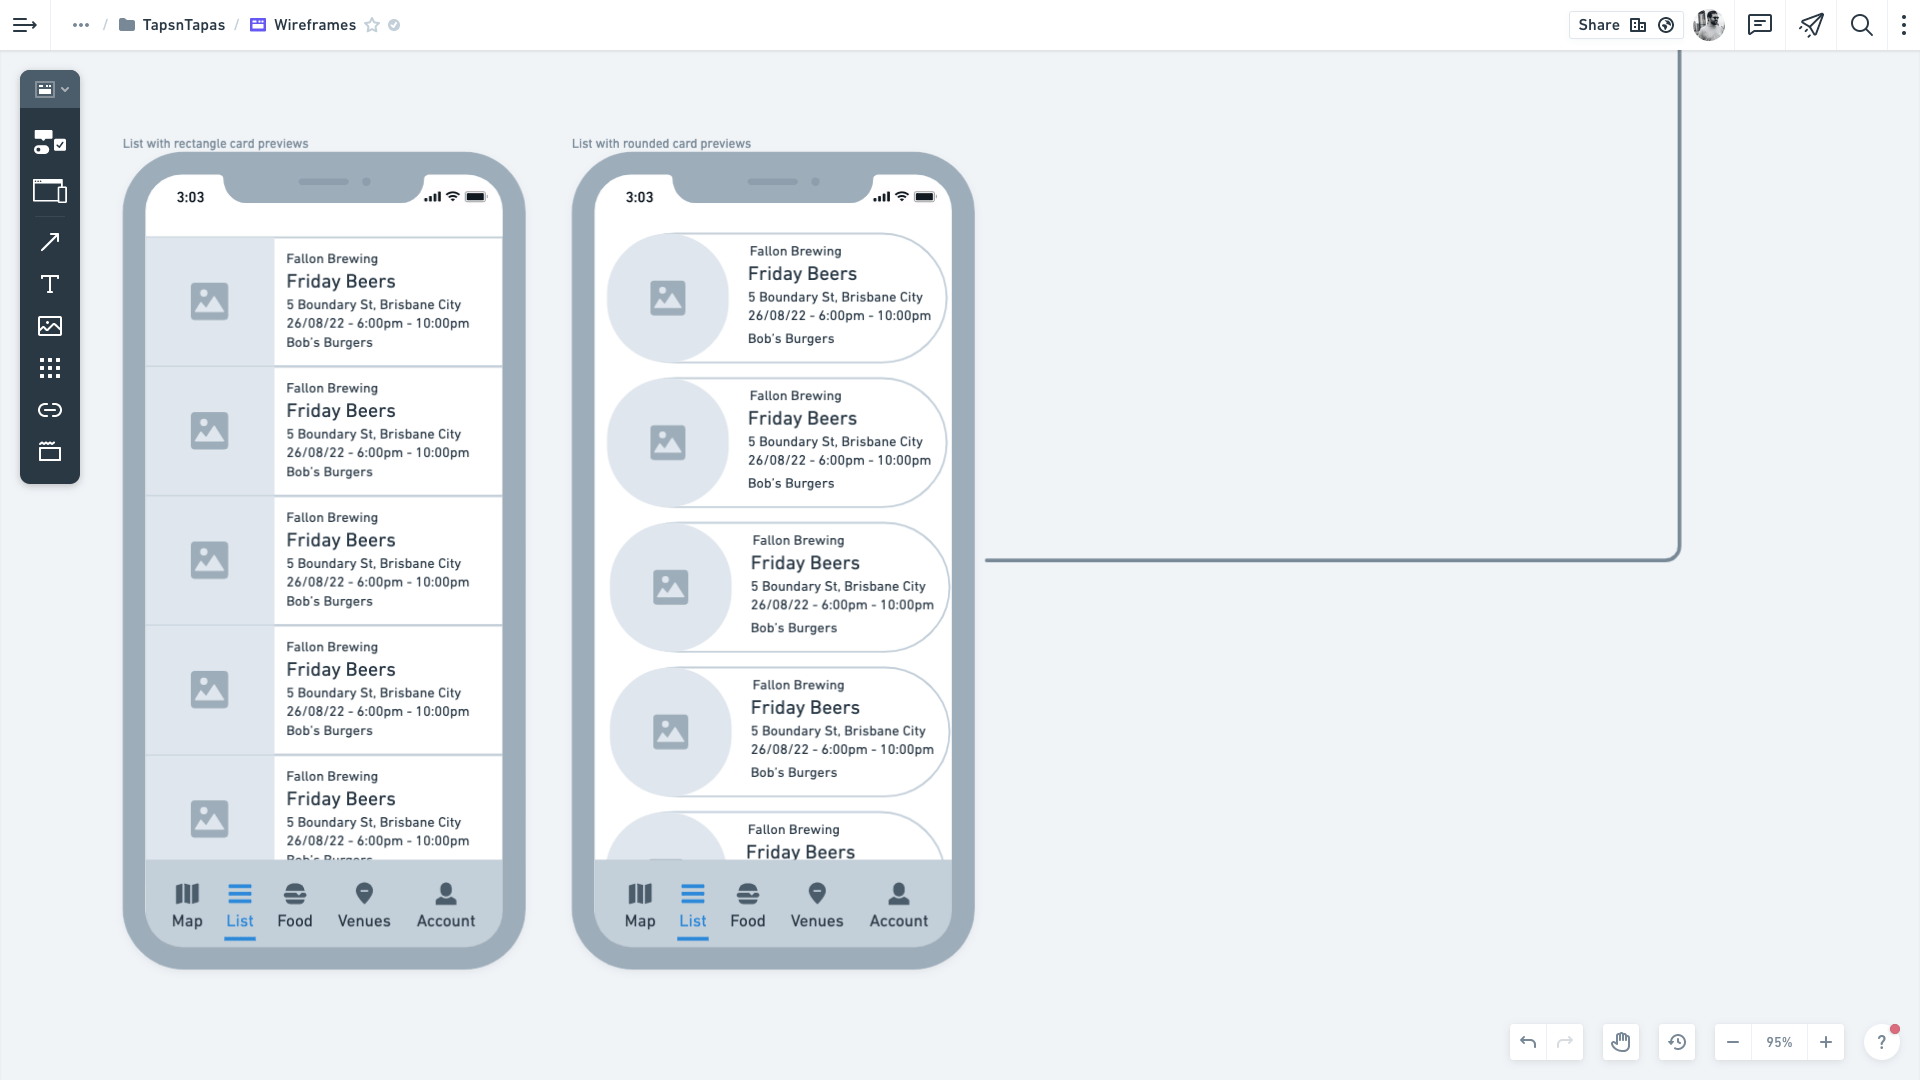 TapsnTapas / Wireframes
Share
List with rectangle card previews
3:03
Fallon Brewing
Friday Beers
5 Boundary St, Brisbane City
26/08/22 - 6:00pm - 10:00pm
Bob's Burgers
Fallon Brewing
Friday Beers
5 Boundary St, Brisbane City
26/08/22 - 6:00pm - 10:00pm
Bob's Burgers
Fallon Brewing
Friday Beers
5 Boundary St, Brisbane City
26/08/22 - 6:00pm - 10:00pm
Bob's Burgers
Fallon Brewing
Friday Beers
5 Boundary St, Brisbane City
26/08/22 - 6:00pm - 10:00pm
Bob's Burgers
Fallon Brewing
Friday Beers
5 Boundary St, Brisbane City
26/08/22 - 6:00pm - 10:00pm
Bob's Burgers
Map List Food Venues Account
List with rounded card previews
3:03
Fallon Brewing
Friday Beers
5 Boundary St, Brisbane City
26/08/22 - 6:00pm - 10:00pm
Bob's Burgers
Fallon Brewing
Friday Beers
5 Boundary St, Brisbane City
26/08/22 - 6:00pm - 10:00pm
Bob's Burgers
Fallon Brewing
Friday Beers
5 Boundary St, Brisbane City
26/08/22 - 6:00pm - 10:00pm
Bob's Burgers
Fallon Brewing
Friday Beers
5 Boundary St, Brisbane City
26/08/22 - 6:00pm - 10:00pm
Bob's Burgers
Fallon Brewing
Friday Beers
Map List Food Venues Account
95%
?